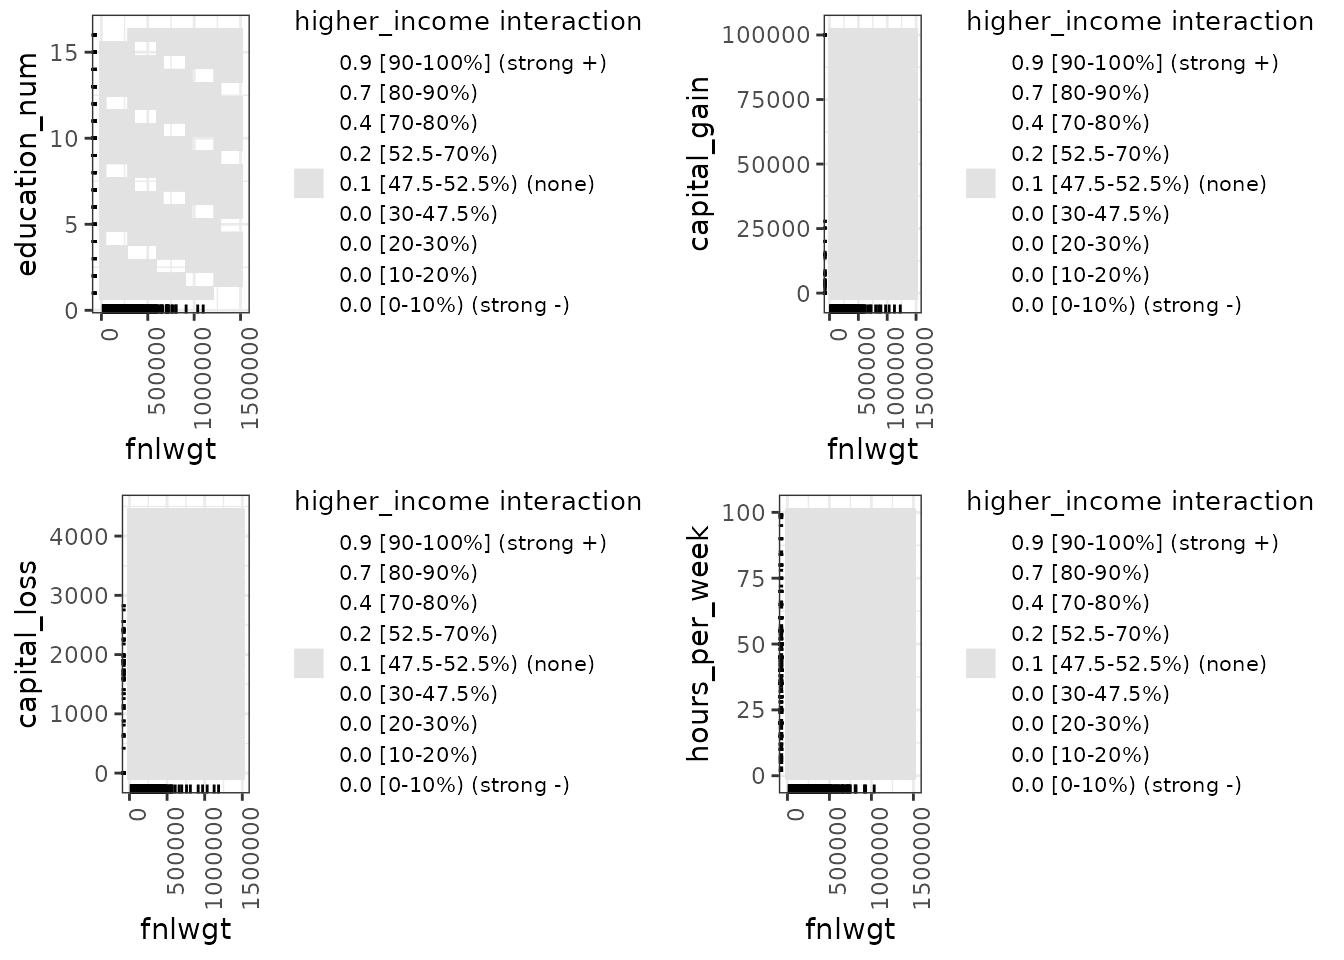 higher_income interaction
0.9 [90-100%] (strong +)
0.7 [80-90%)
0.4 [70-80%)
0.2 [52.5-70%)
0.1 [47.5-52.5%) (none)
0.0 [30-47.5%)
0.0 [20-30%)
0.0 [10-20%)
0.0 [0-10%) (strong -)
education_num
15
10
5
0
0
500000
1000000
1500000
fnlwgt
higher_income interaction
0.9 [90-100%] (strong +)
0.7 [80-90%)
0.4 [70-80%)
0.2 [52.5-70%)
0.1 [47.5-52.5%) (none)
0.0 [30-47.5%)
0.0 [20-30%)
0.0 [10-20%)
0.0 [0-10%) (strong -)
capital_gain
100000
75000
50000
25000
0
0
500000
1000000
1500000
fnlwgt
higher_income interaction
0.9 [90-100%] (strong +)
0.7 [80-90%)
0.4 [70-80%)
0.2 [52.5-70%)
0.1 [47.5-52.5%) (none)
0.0 [30-47.5%)
0.0 [20-30%)
0.0 [10-20%)
0.0 [0-10%) (strong -)
capital_loss
4000
3000
2000
1000
0
0
500000
1000000
1500000
fnlwgt
higher_income interaction
0.9 [90-100%] (strong +)
0.7 [80-90%)
0.4 [70-80%)
0.2 [52.5-70%)
0.1 [47.5-52.5%) (none)
0.0 [30-47.5%)
0.0 [20-30%)
0.0 [10-20%)
0.0 [0-10%) (strong -)
hours_per_week
100
75
50
25
0
0
500000
1000000
1500000
fnlwgt